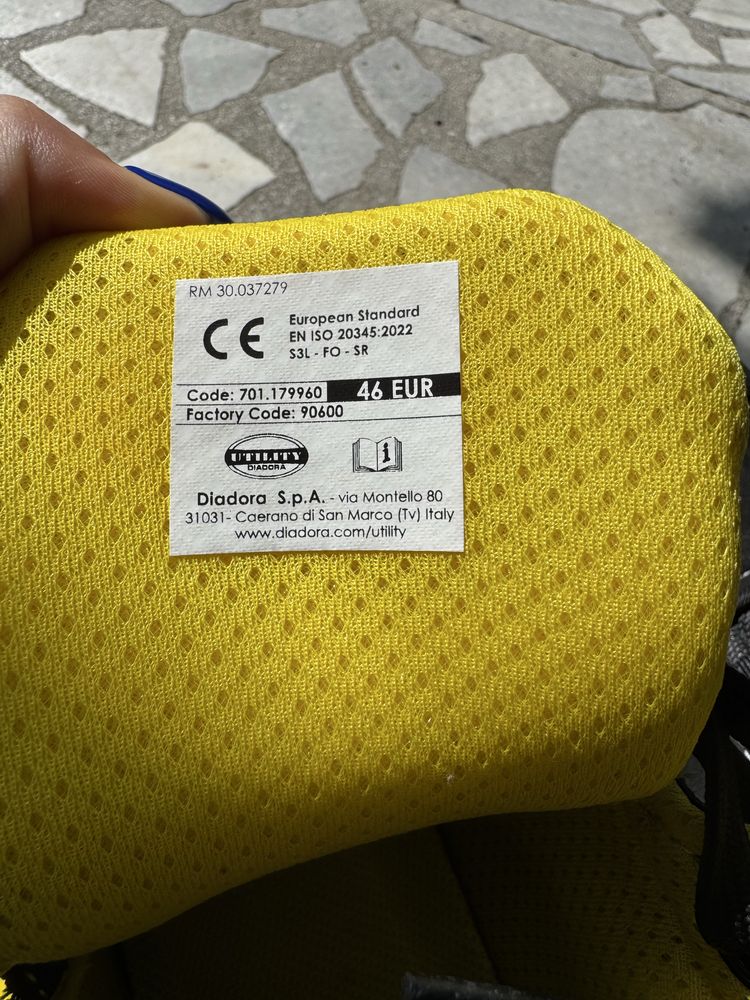 RM 30.037279
CE
European Standard
EN ISO 20345:2022
S3L - FO - SR
Code: 701.179960 46 EUR
Factory Code: 90600
UTILITY
DIADORA
i
Diadora S.p.A. - via Montello 80
31031- Caerano di San Marco (Tv) Italy
www.diadora.com/utility